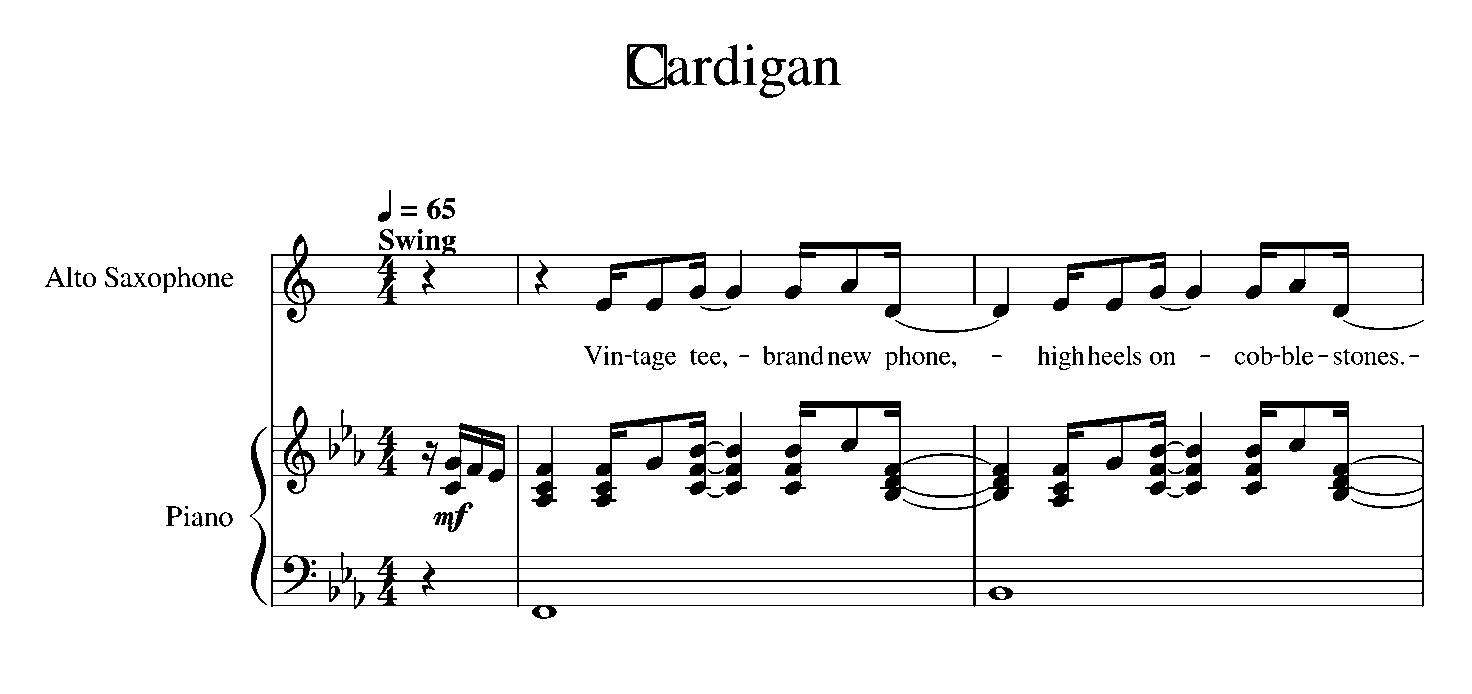 Cardigan
♩ = 65
Swing
Alto Saxophone
Vin-tage tee, - brand new phone, - high heels on - cob-ble-stones.-
Piano
mf